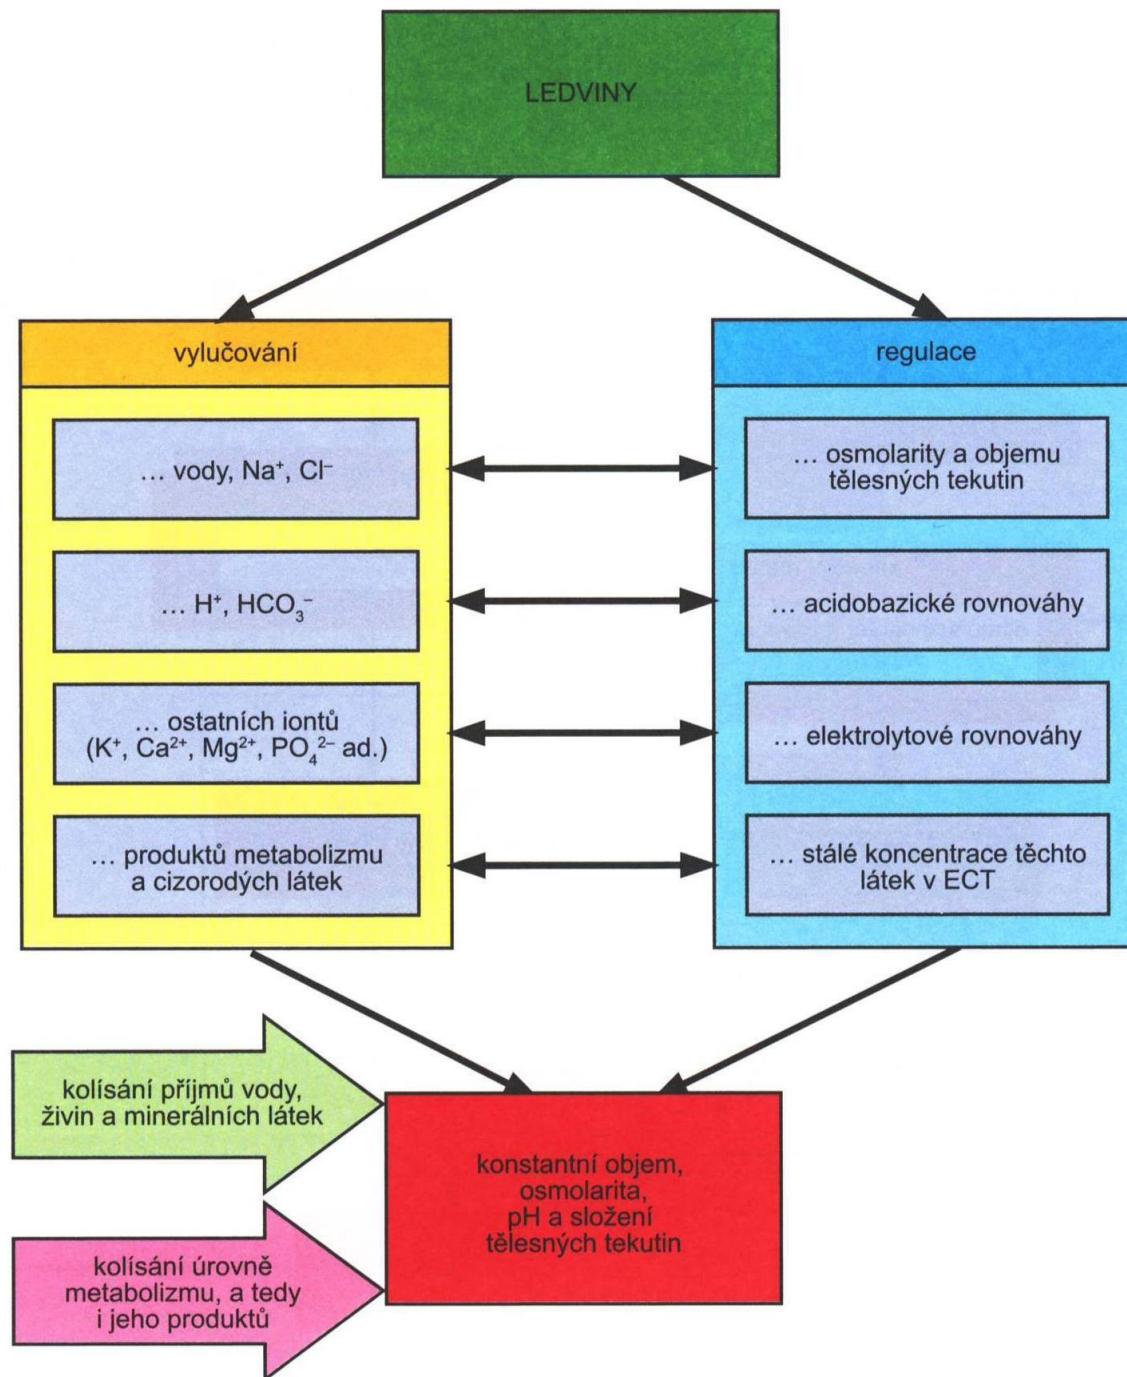 LEDVINY
vylučování
… vody, Na⁺, Cl⁻
… H⁺, HCO₃⁻
… ostatních iontů
(K⁺, Ca²⁺, Mg²⁺, PO₄²⁻ ad.)
… produktů metabolizmu
a cizorodých látek
regulace
… osmolarity a objemu
tělesných tekutin
… acidobazické rovnováhy
… elektrolytové rovnováhy
… stálé koncentrace těchto
látek v ECT
kolísání příjmů vody,
živin a minerálních látek
kolísání úrovně
metabolizmu, a tedy
i jeho produktů
konstantní objem,
osmolarita,
pH a složení
tělesných tekutin